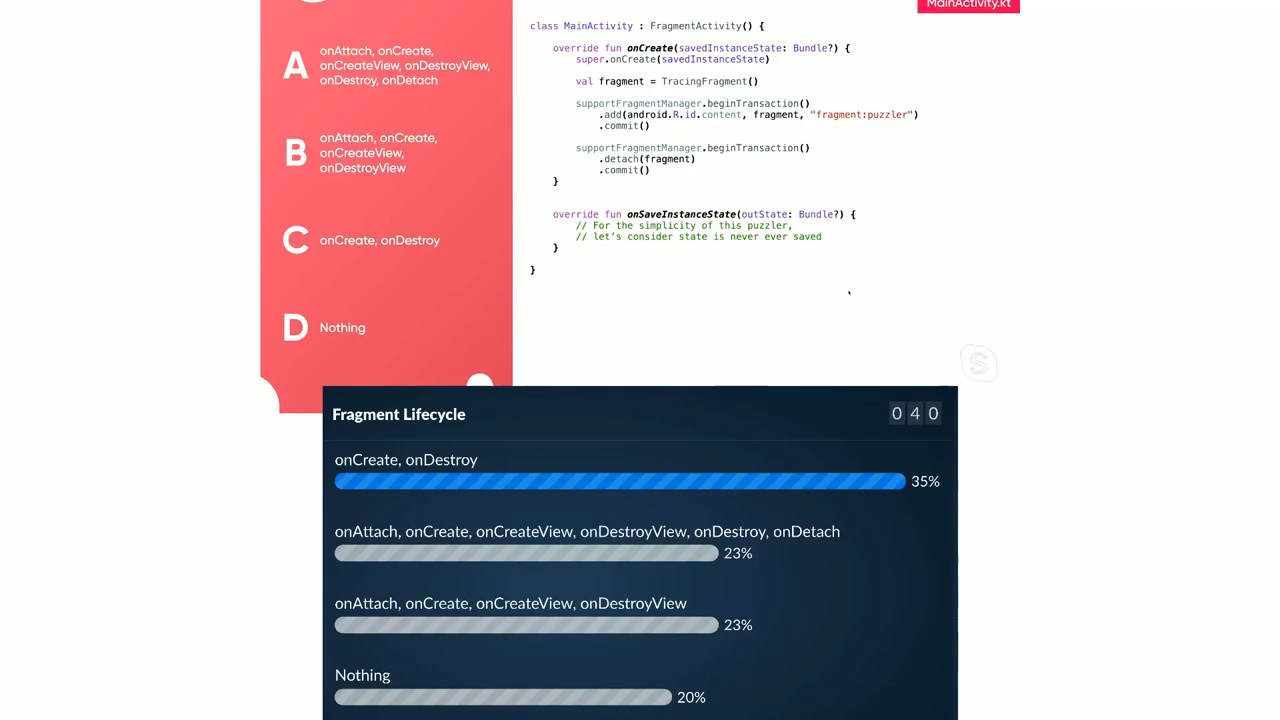 MainActivity.kt
A
onAttach, onCreate,
onCreateView, onDestroyView,
onDestroy, onDetach
B
onAttach, onCreate,
onCreateView,
onDestroyView
C
onCreate, onDestroy
D
Nothing
class MainActivity : FragmentActivity() {
override fun onCreate(savedInstanceState: Bundle?) {
super.onCreate(savedInstanceState)
val fragment = TracingFragment()
supportFragmentManager.beginTransaction()
.add(android.R.id.content, fragment, "fragment:puzzler")
.commit()
supportFragmentManager.beginTransaction()
.detach(fragment)
.commit()
}
override fun onSaveInstanceState(outState: Bundle?) {
// For the simplicity of this puzzler,
// let's consider state is never ever saved
}
}
S
Fragment Lifecycle
040
onCreate, onDestroy
35%
onAttach, onCreate, onCreateView, onDestroyView, onDestroy, onDetach
23%
onAttach, onCreate, onCreateView, onDestroyView
23%
Nothing
20%